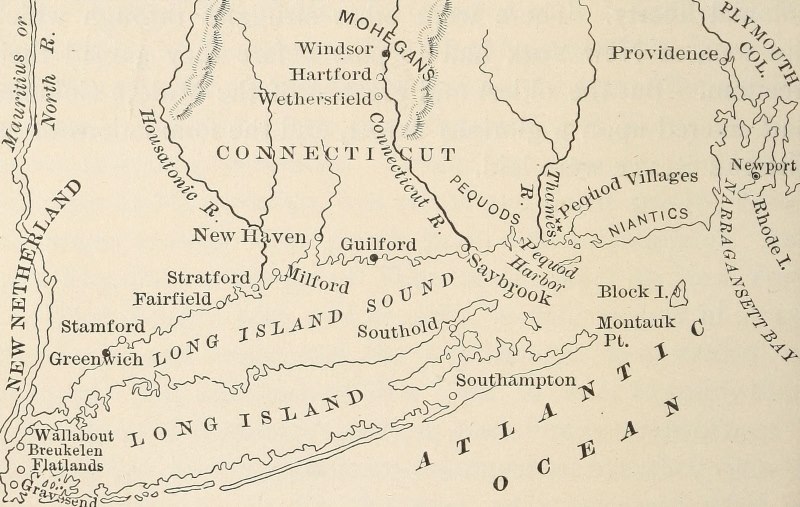 Mauritius or
North R.
MOHEGANS
PLYMOUTH
COL.
Windsor
Providence
Hartford
Wethersfield
Housatonic R.
Connecticut R.
CONNECTICUT
Newport
Thames
R.
Pequod Villages
PEQUODS
NIANTICS
Rhode I.
NARRAGANSETT BAY
NEW NETHERLAND
New Haven
Guilford
Pequod
Harbor
Saybrook
Stratford
Milford
Fairfield
Block I.
LONG ISLAND SOUND
Stamford
Southold
Montauk
Pt.
Greenwich
Southampton
LONG ISLAND
ATLANTIC
OCEAN
Wallabout
Breukelen
Flatlands
Gravesend